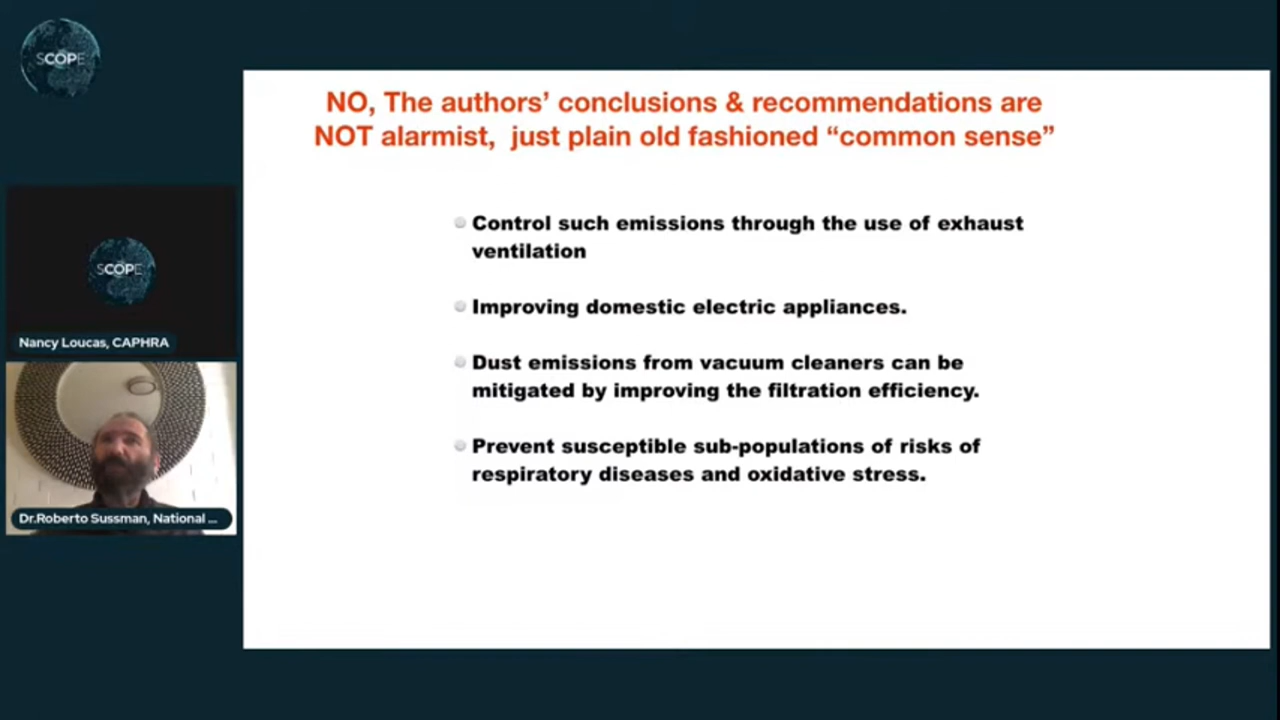 SCOPE
NO, The authors’ conclusions & recommendations are
NOT alarmist, just plain old fashioned “common sense”
Control such emissions through the use of exhaust
ventilation
Improving domestic electric appliances.
Dust emissions from vacuum cleaners can be
mitigated by improving the filtration efficiency.
Prevent susceptible sub-populations of risks of
respiratory diseases and oxidative stress.
SCOPE
Nancy Loucas, CAPHRA
Dr.Roberto Sussman, National ...